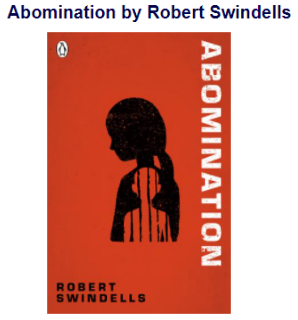 Abomination by Robert Swindells
ABOMINATION
ROBERT
SWINDELLS